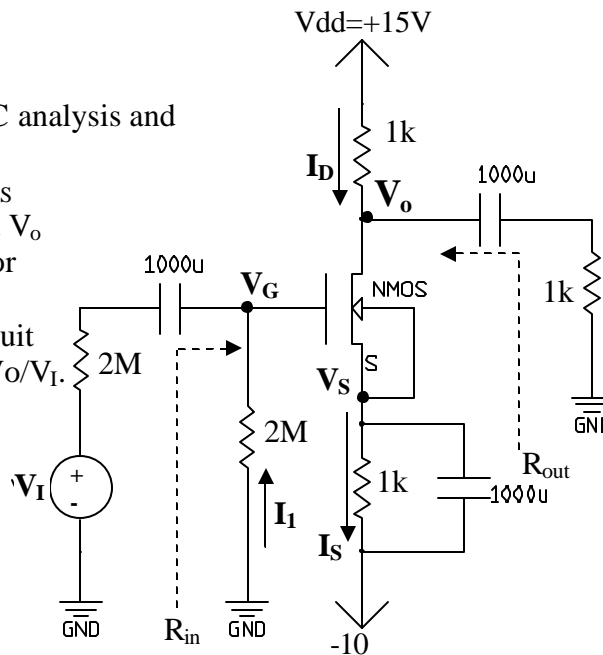 Vdd=+15V
C analysis and
1k
I_D
s
V_o
1000u
V_o
or
1000u
V_G
NMOS
1k
uit
Vo/V_I.
2M
S
V_S
GND
2M
R_out
V_I
+
-
1k
1000u
I_1
I_S
GND
R_in
GND
-10